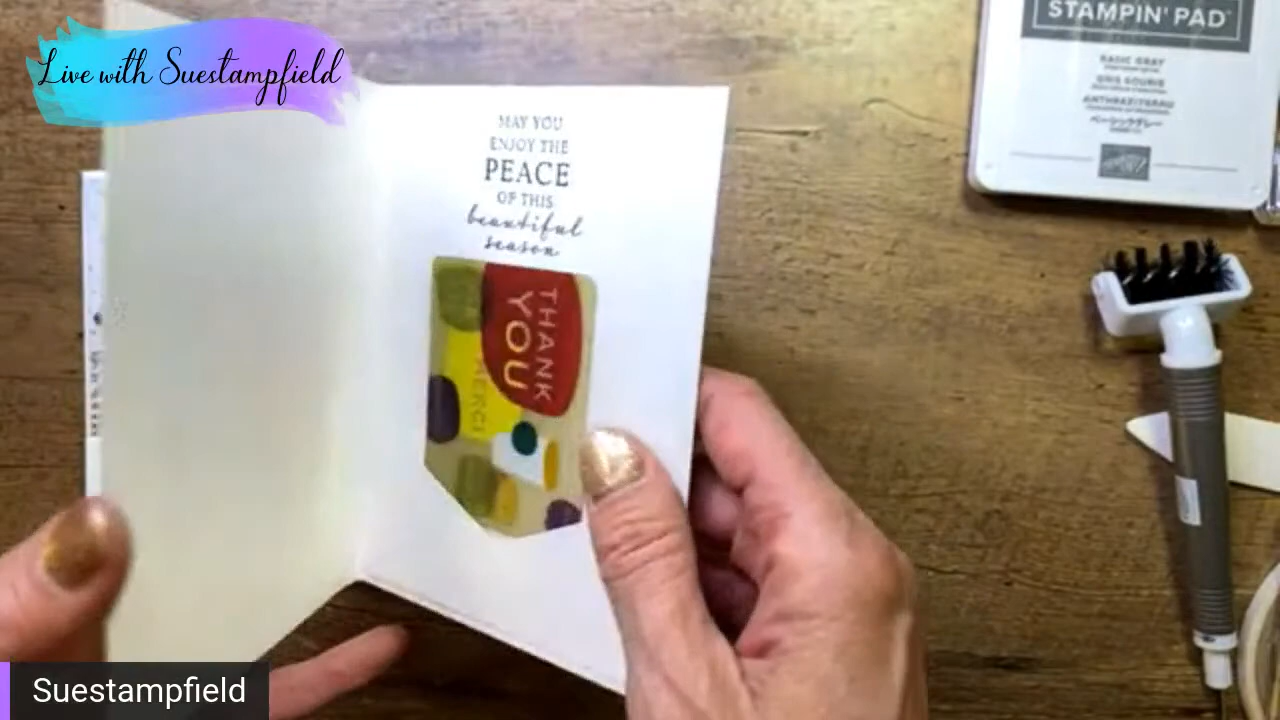 Live with Suestampfield
STAMPIN' PAD
BASIC GRAY
GRIS SOURIS
ANTHRAZITGRAU
ベーシックグレー
MAY YOU
ENJOY THE
PEACE
OF THIS
beautiful
season
THANK
YOU
MERCI
Suestampfield